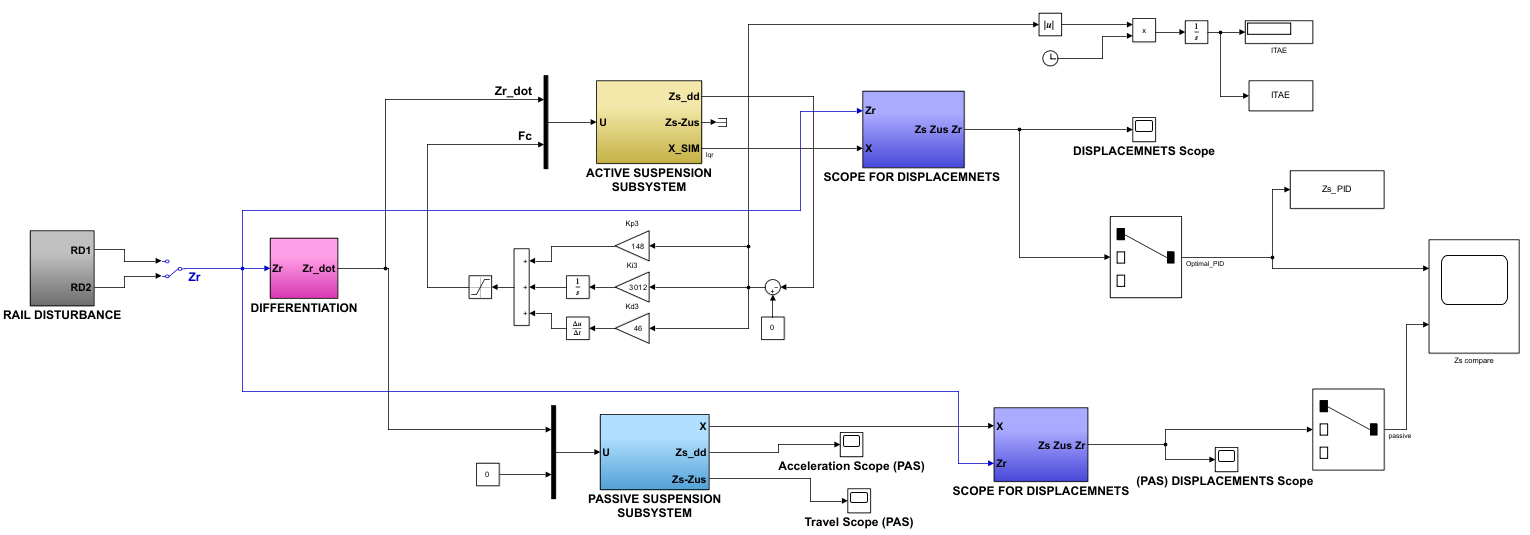 |u|
x
1
s
ITAE
ITAE
Zr_dot
Fc
U
Zs_dd
Zs-Zus
X_SIM
lqr
ACTIVE SUSPENSION
SUBSYSTEM
Zr
X
Zs Zus Zr
SCOPE FOR DISPLACEMNETS
DISPLACEMNETS Scope
Zs_PID
RD1
RD2
RAIL DISTURBANCE
Zr
Zr
Zr_dot
DIFFERENTIATION
+
+
+
Kp3
148
1
s
Ki3
3012
Δu
Δt
Kd3
46
−
+
0
Optimal_PID
Zs compare
0
U
X
Zs_dd
Zs-Zus
PASSIVE SUSPENSION
SUBSYSTEM
Acceleration Scope (PAS)
Travel Scope (PAS)
X
Zr
Zs Zus Zr
SCOPE FOR DISPLACEMNETS
(PAS) DISPLACEMENTS Scope
passive